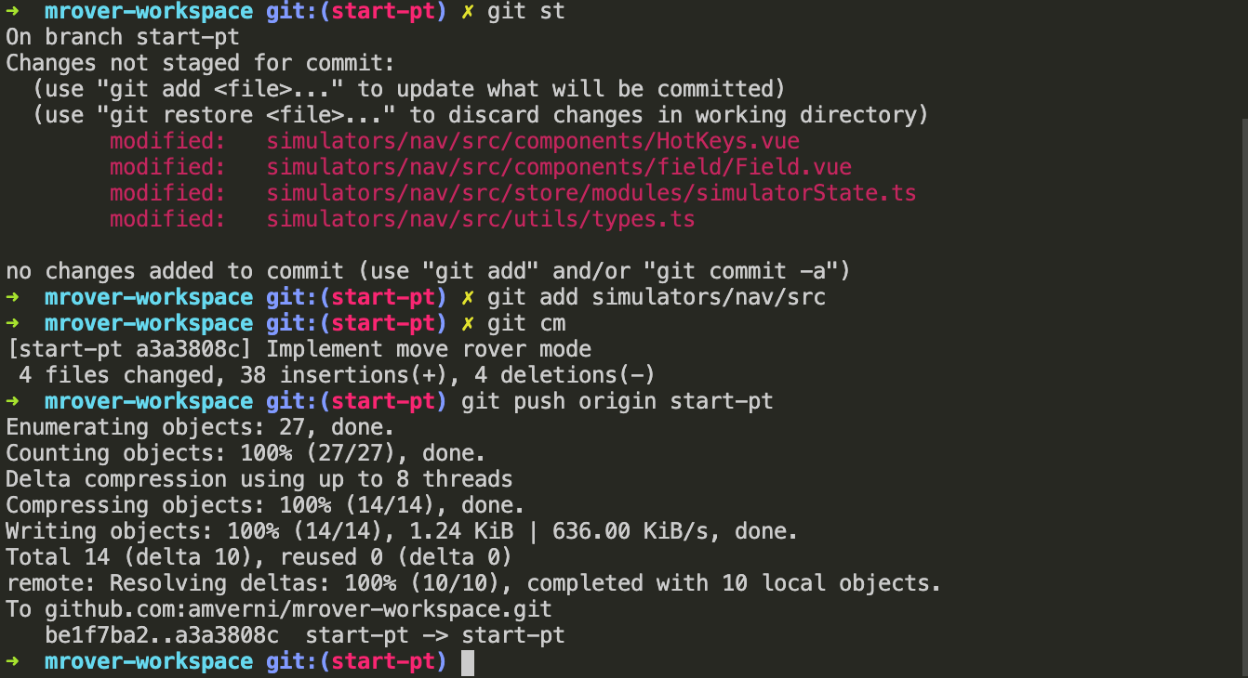 ➜  mrover-workspace git:(start-pt) ✗ git st
On branch start-pt
Changes not staged for commit:
  (use "git add <file>..." to update what will be committed)
  (use "git restore <file>..." to discard changes in working directory)
        modified:   simulators/nav/src/components/HotKeys.vue
        modified:   simulators/nav/src/components/field/Field.vue
        modified:   simulators/nav/src/store/modules/simulatorState.ts
        modified:   simulators/nav/src/utils/types.ts

no changes added to commit (use "git add" and/or "git commit -a")
➜  mrover-workspace git:(start-pt) ✗ git add simulators/nav/src
➜  mrover-workspace git:(start-pt) ✗ git cm
[start-pt a3a3808c] Implement move rover mode
 4 files changed, 38 insertions(+), 4 deletions(-)
➜  mrover-workspace git:(start-pt) git push origin start-pt
Enumerating objects: 27, done.
Counting objects: 100% (27/27), done.
Delta compression using up to 8 threads
Compressing objects: 100% (14/14), done.
Writing objects: 100% (14/14), 1.24 KiB | 636.00 KiB/s, done.
Total 14 (delta 10), reused 0 (delta 0)
remote: Resolving deltas: 100% (10/10), completed with 10 local objects.
To github.com:amverni/mrover-workspace.git
   be1f7ba2..a3a3808c  start-pt -> start-pt
➜  mrover-workspace git:(start-pt)